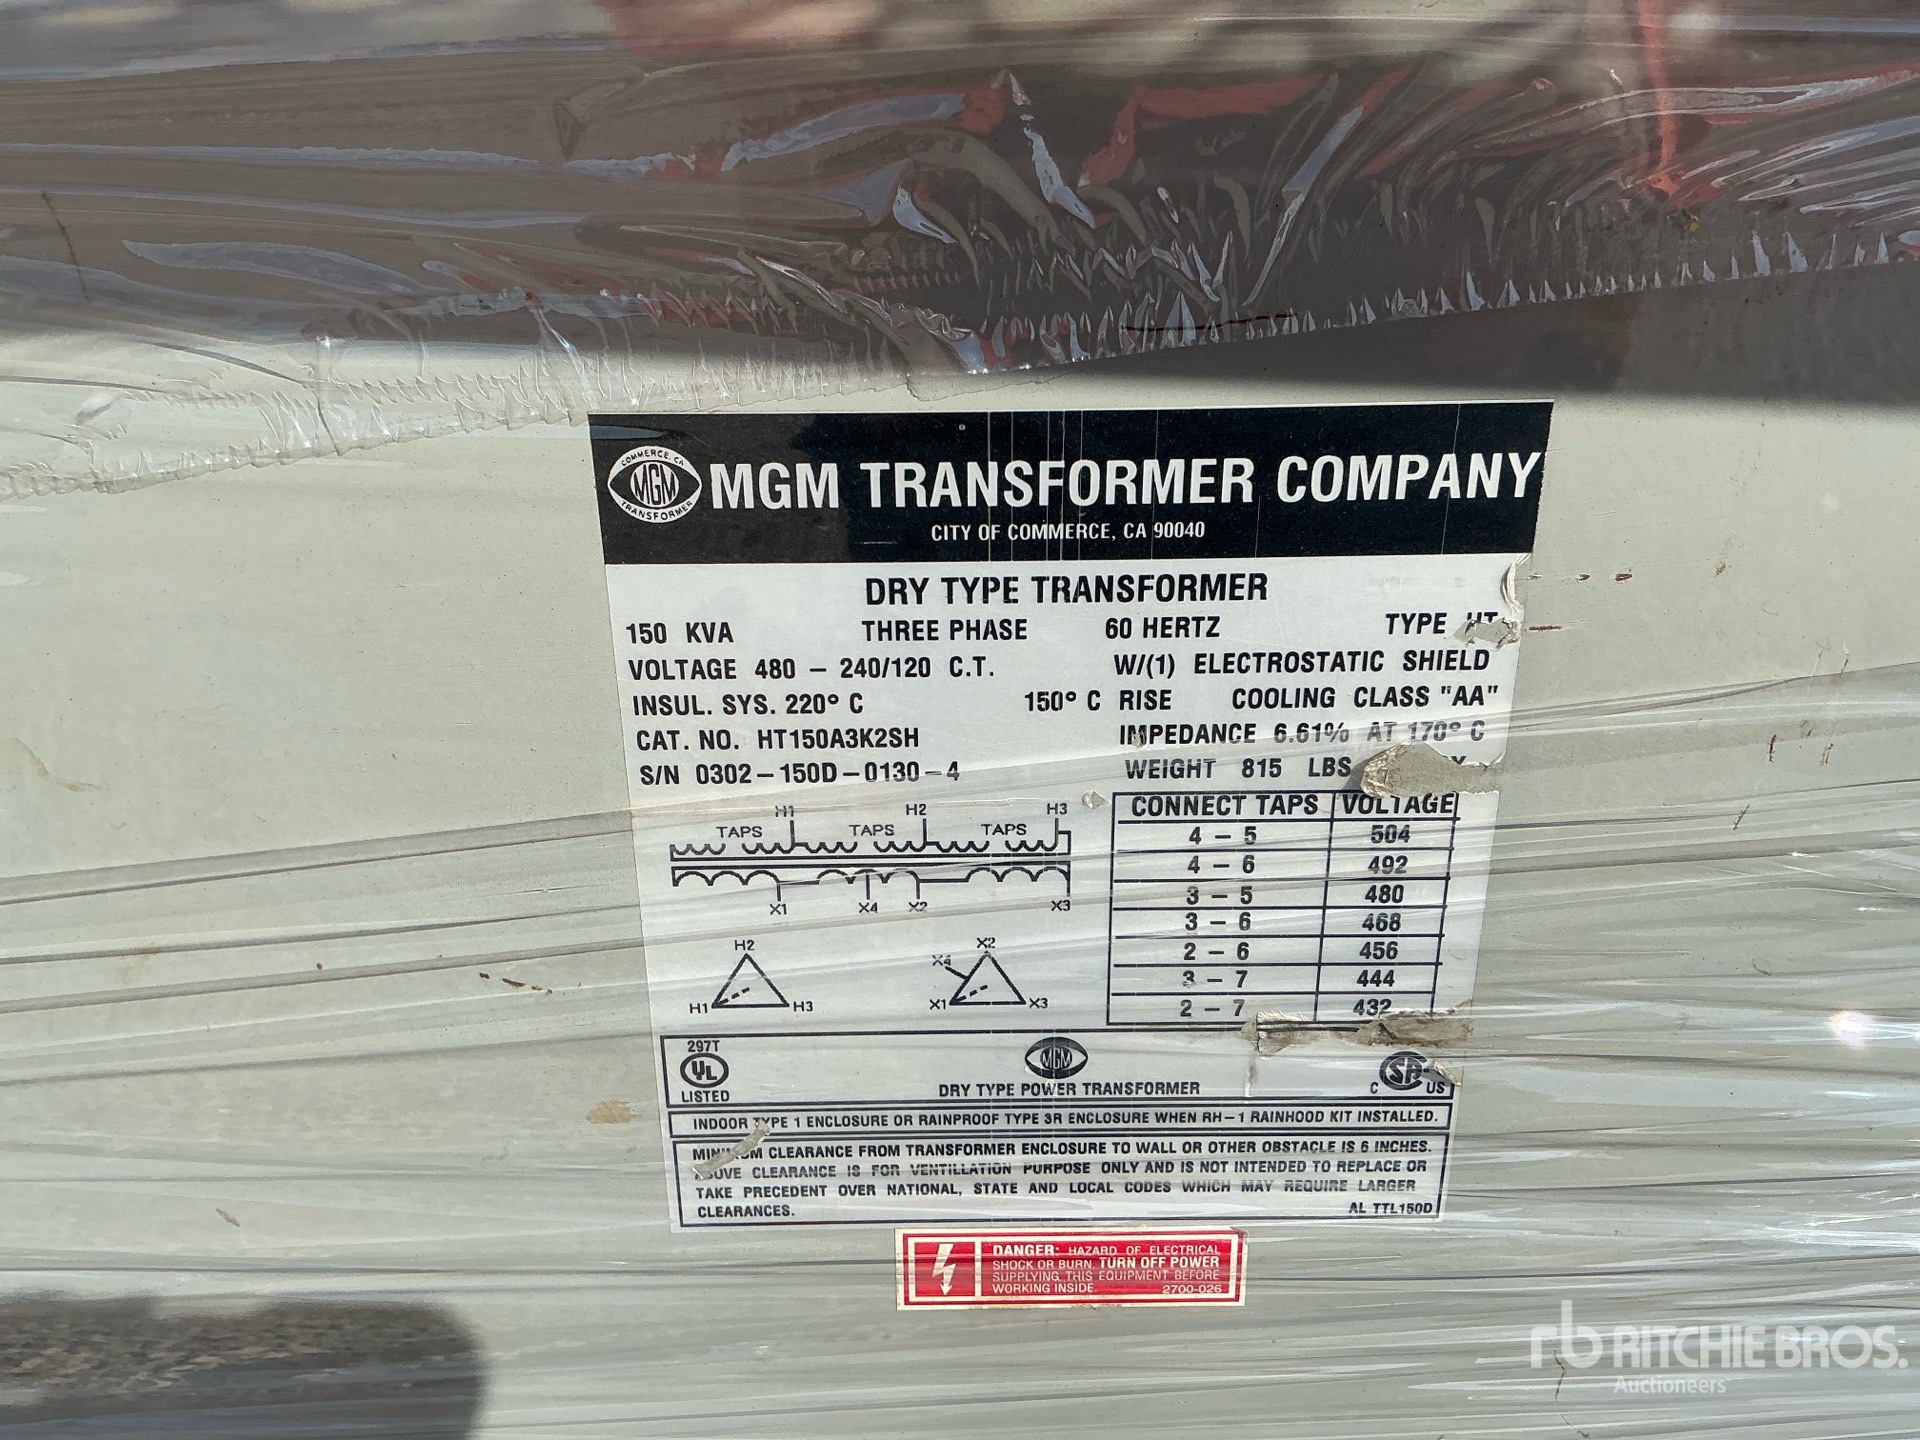 COMMERCE, CA
MGM
TRANSFORMER
MGM TRANSFORMER COMPANY
CITY OF COMMERCE, CA 90040
DRY TYPE TRANSFORMER
150 KVA THREE PHASE 60 HERTZ TYPE HT
VOLTAGE 480 - 240/120 C.T. W/(1) ELECTROSTATIC SHIELD
INSUL. SYS. 220° C 150° C RISE COOLING CLASS "AA"
CAT. NO. HT150A3K2SH IMPEDANCE 6.61% AT 170° C
S/N 0302-150D-0130-4 WEIGHT 815 LBS
H1 H2 H3
TAPS TAPS TAPS
X1 X4 X2 X3
H2
H1 H3
X2
X4
X1 X3
CONNECT TAPS VOLTAGE
4 - 5 504
4 - 6 492
3 - 5 480
3 - 6 468
2 - 6 456
3 - 7 444
2 - 7 432
297T
UL
LISTED
MGM
DRY TYPE POWER TRANSFORMER
C SA US
INDOOR TYPE 1 ENCLOSURE OR RAINPROOF TYPE 3R ENCLOSURE WHEN RH-1 RAINHOOD KIT INSTALLED.
CLEARANCE FROM TRANSFORMER ENCLOSURE TO WALL OR OTHER OBSTACLE IS 6 INCHES.
CLEARANCE IS FOR VENTILLATION PURPOSE ONLY AND IS NOT INTENDED TO REPLACE OR
TAKE PRECEDENT OVER NATIONAL, STATE AND LOCAL CODES WHICH MAY REQUIRE LARGER
CLEARANCES. AL TTL150D
DANGER: HAZARD OF ELECTRICAL
SHOCK OR BURN. TURN OFF POWER
SUPPLYING THIS EQUIPMENT BEFORE
WORKING INSIDE. 2700-026
rb RITCHIE BROS.
Auctioneers